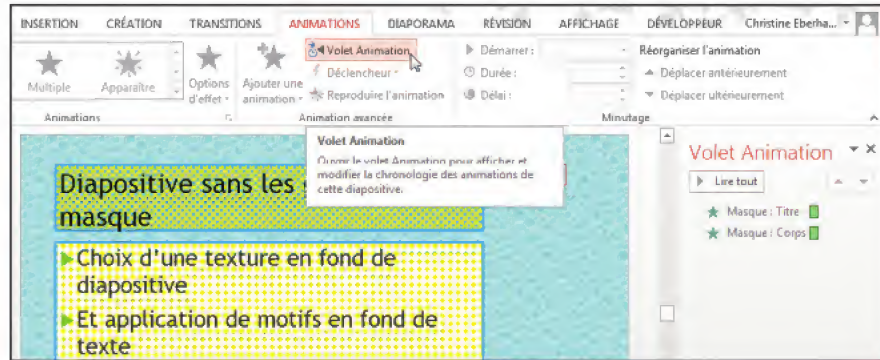 INSERTION CRÉATION TRANSITIONS ANIMATIONS DIAPORAMA RÉVISION AFFICHAGE DÉVELOPPEUR Christine Eberha...
Multiple
Apparaître
Options d'effet
Ajouter une animation
Volet Animation
Déclencheur
Reproduire l'animation
Démarrer :
Durée :
Délai :
Réorganiser l'animation
Déplacer antérieurement
Déplacer ultérieurement
Animations
Animation avancée
Minutage
Volet Animation
Ouvrir le volet Animation pour afficher et
modifier la chronologie des animations de
cette diapositive.
Diapositive sans les
masque
Choix d'une texture en fond de
diapositive
Et application de motifs en fond de
texte
Volet Animation
Lire tout
Masque : Titre
Masque : Corps